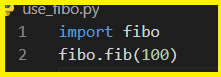 use_fibo.py
1 import fibo
2 fibo.fib(100)